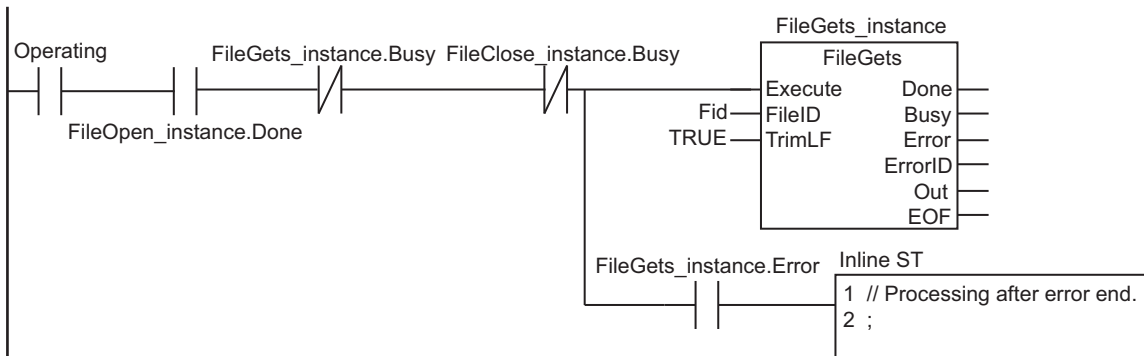 FileGets_instance
Operating
FileGets_instance.Busy
FileClose_instance.Busy
FileGets
Execute
Done
Fid
FileID
Busy
FileOpen_instance.Done
TRUE
TrimLF
Error
ErrorID
Out
EOF
FileGets_instance.Error
Inline ST
1 // Processing after error end.
2 ;